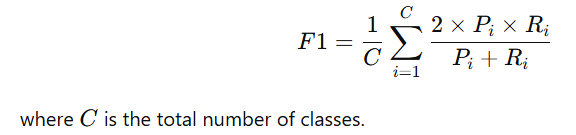 F1 = \frac{1}{C} \sum_{i=1}^{C} \frac{2 \times P_i \times R_i}{P_i + R_i}
where C is the total number of classes.